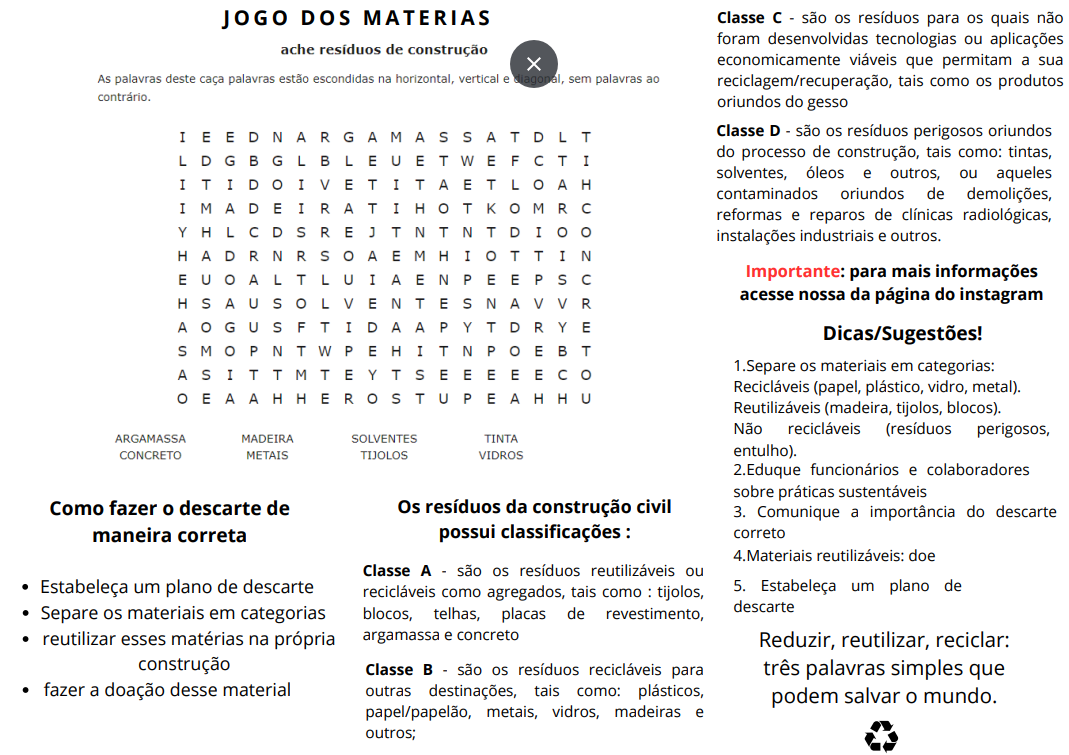 JOGO DOS MATERIAS
ache resíduos de construção
As palavras deste caça palavras estão escondidas na horizontal, vertical e diagonal, sem palavras ao
contrário.
I E E D N A R G A M A S S A T D L T
L D G B G L B L E U E T W E F C T I
I T I D O I V E T I T A E T L O A H
I M A D E I R A T I H O T K O M R C
Y H L C D S R E J T N T N T D I O O
H A D R N R S O A E M H I O T T I N
E U O A L T L U I A E N P E E P S C
H S A U S O L V E N T E S N A V V R
A O G U S F T I D A A P Y T D R Y E
S M O P N T W P E H I T N P O E B T
A S I T T M T E Y T S E E E E E C O
O E A A H H E R O S T U P E A H H U
ARGAMASSA MADEIRA SOLVENTES TINTA
CONCRETO METAIS TIJOLOS VIDROS
Como fazer o descarte de
maneira correta
• Estabeleça um plano de descarte
• Separe os materiais em categorias
• reutilizar esses matérias na própria
construção
• fazer a doação desse material
Os resíduos da construção civil
possui classificações :
Classe A - são os resíduos reutilizáveis ou
recicláveis como agregados, tais como : tijolos,
blocos, telhas, placas de revestimento,
argamassa e concreto
Classe B - são os resíduos recicláveis para
outras destinações, tais como: plásticos,
papel/papelão, metais, vidros, madeiras e
outros;
Classe C - são os resíduos para os quais não
foram desenvolvidas tecnologias ou aplicações
economicamente viáveis que permitam a sua
reciclagem/recuperação, tais como os produtos
oriundos do gesso
Classe D - são os resíduos perigosos oriundos
do processo de construção, tais como: tintas,
solventes, óleos e outros, ou aqueles
contaminados oriundos de demolições,
reformas e reparos de clínicas radiológicas,
instalações industriais e outros.
Importante: para mais informações
acesse nossa da página do instagram
Dicas/Sugestões!
1.Separe os materiais em categorias:
Recicláveis (papel, plástico, vidro, metal).
Reutilizáveis (madeira, tijolos, blocos).
Não recicláveis (resíduos perigosos,
entulho).
2.Eduque funcionários e colaboradores
sobre práticas sustentáveis
3. Comunique a importância do descarte
correto
4.Materiais reutilizáveis: doe
5. Estabeleça um plano de
descarte
Reduzir, reutilizar, reciclar:
três palavras simples que
podem salvar o mundo.